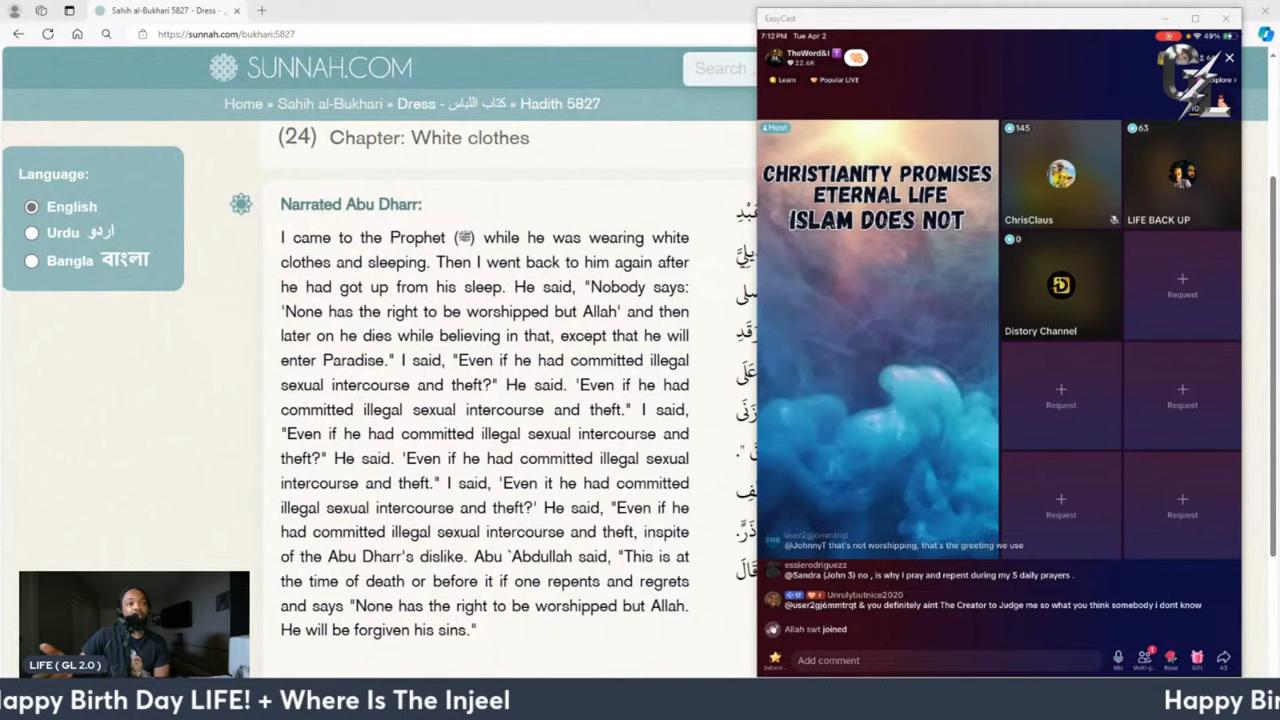 Sahih al-Bukhari 5827 - Dress -
https://sunnah.com/bukhari:5827
SUNNAH.COM
Search ...
Home » Sahih al-Bukhari » Dress - كتاب اللباس » Hadith 5827
(24) Chapter: White clothes
Language:
English
Urdu اردو
Bangla বাংলা
Narrated Abu Dharr:
I came to the Prophet (ﷺ) while he was wearing white
clothes and sleeping. Then I went back to him again after
he had got up from his sleep. He said, "Nobody says:
'None has the right to be worshipped but Allah' and then
later on he dies while believing in that, except that he will
enter Paradise." I said, "Even if he had committed illegal
sexual intercourse and theft?" He said. 'Even if he had
committed illegal sexual intercourse and theft." I said,
"Even if he had committed illegal sexual intercourse and
theft?" He said. 'Even if he had committed illegal sexual
intercourse and theft." I said, 'Even it he had committed
illegal sexual intercourse and theft?' He said, "Even if he
had committed illegal sexual intercourse and theft, inspite
of the Abu Dharr's dislike. Abu `Abdullah said, "This is at
the time of death or before it if one repents and regrets
and says "None has the right to be worshipped but Allah.
He will be forgiven his sins."
EasyCast
7:12 PM Tue Apr 2
49%
TheWord&I
22.6K
Learn
Popular LIVE
Explore >
GL
Host
CHRISTIANITY PROMISES
ETERNAL LIFE
ISLAM DOES NOT
145
ChrisClaus
63
LIFE BACK UP
0
Distory Channel
Request
Request
Request
Request
Request
user2gjommtrqt
@JohnnyT that's not worshipping, that's the greeting we use
essierodriguezz
@Sandra (John 3) no , is why I pray and repent during my 5 daily prayers .
17 Unrulybutnice2020
@user2gj6mmtrqt & you definitely aint The Creator to Judge me so what you think somebody i dont know
Allah swt joined
Add comment
Mic
Rose
Gift
43
LIFE ( GL 2.0 )
appy Birth Day LIFE! + Where Is The Injeel
Happy Bir